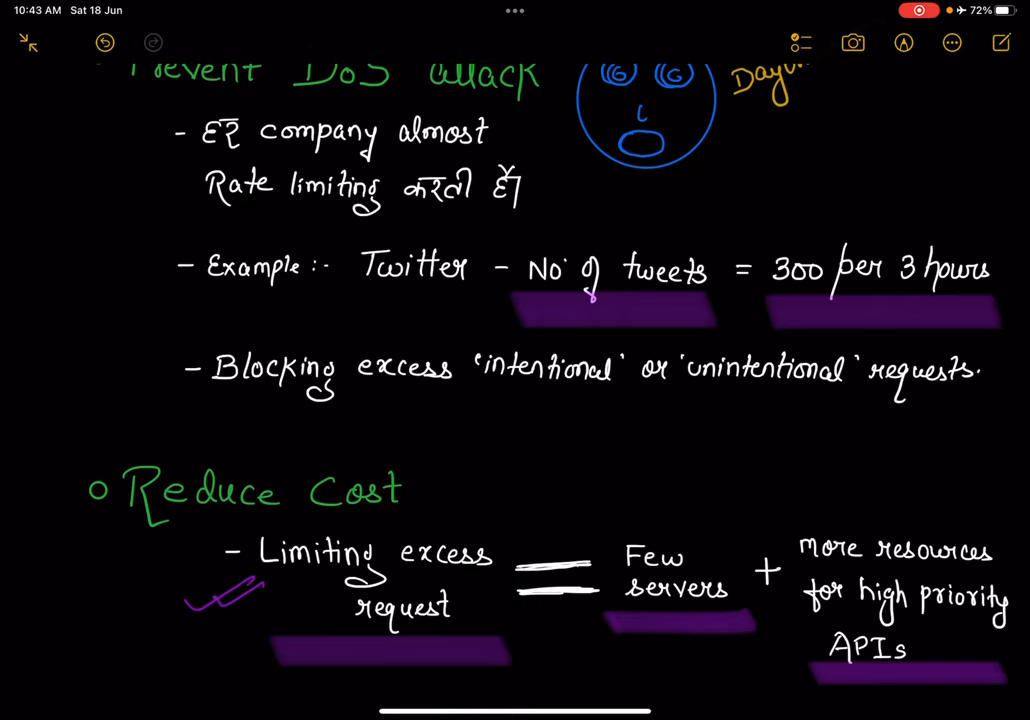 10:43 AM Sat 18 Jun
72%
Prevent DoS attack
- हर company almost
Rate limiting करती है।
- Example :- Twitter - No. of tweets = 300 per 3 hours
- Blocking excess 'intentional' or 'unintentional' requests.
Reduce Cost
- Limiting excess request = Few servers + more resources for high priority APIs